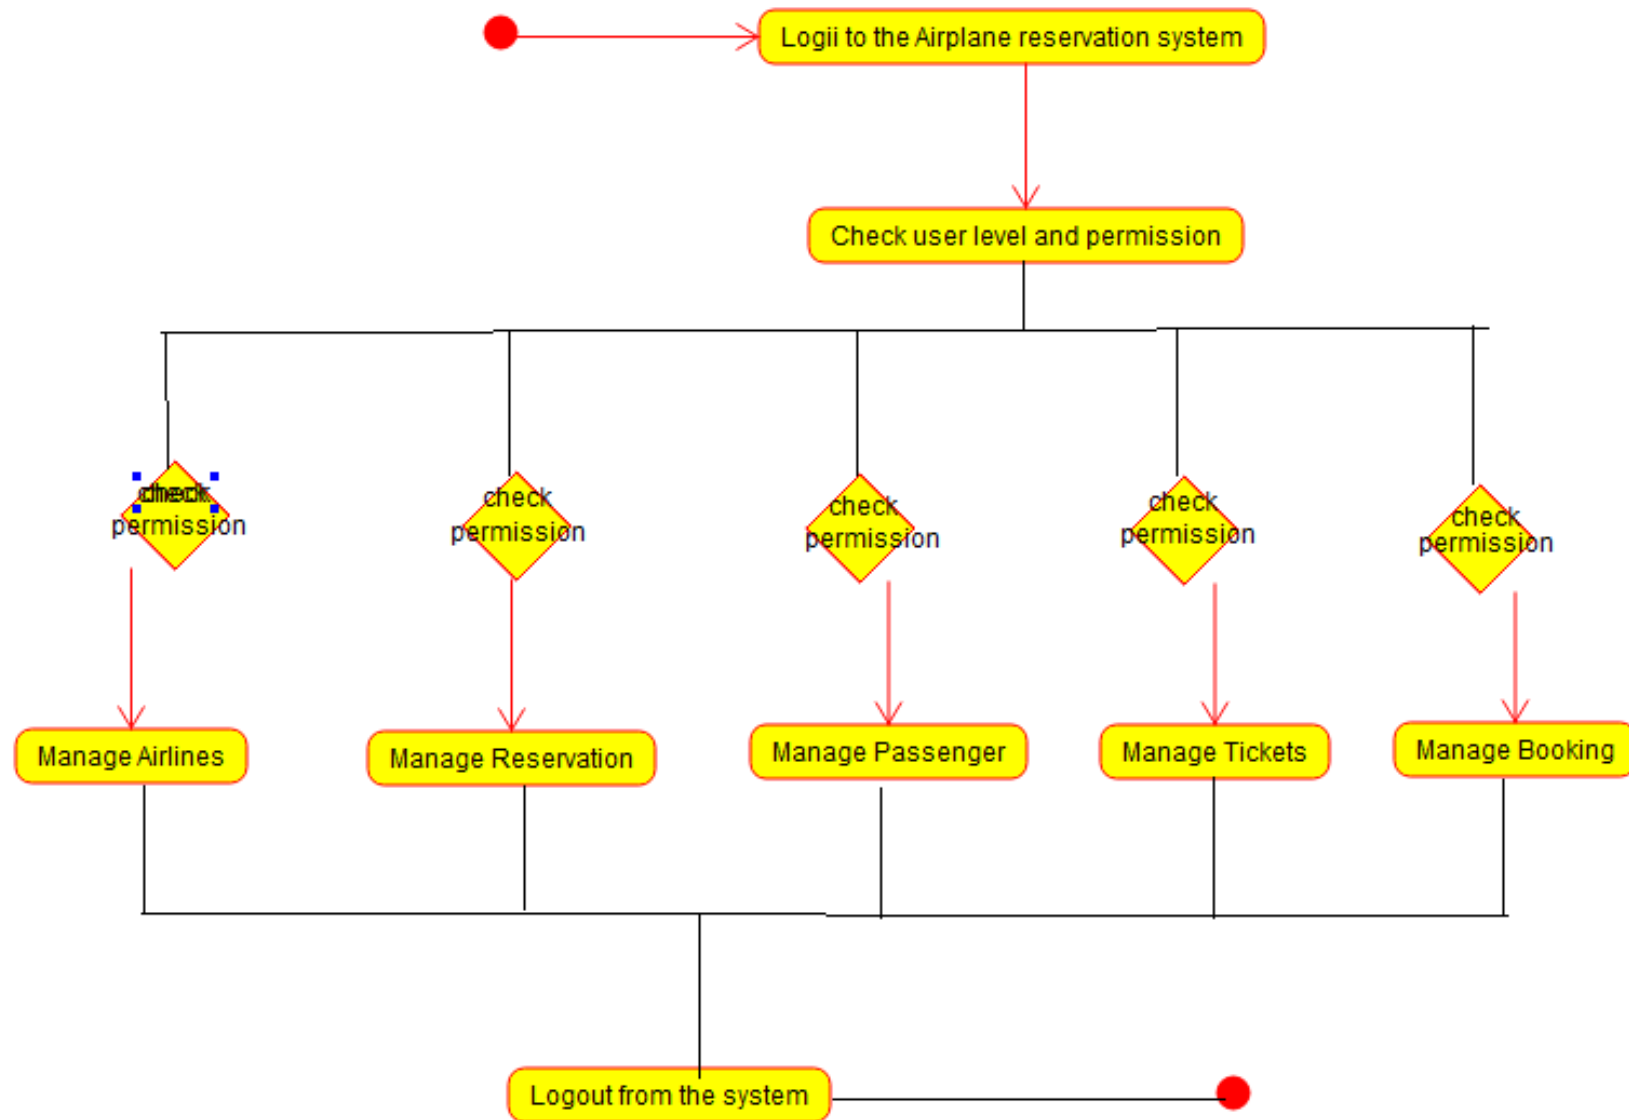 Logii to the Airplane reservation system
Check user level and permission
check
permission
check
permission
check
permission
check
permission
check
permission
Manage Airlines
Manage Reservation
Manage Passenger
Manage Tickets
Manage Booking
Logout from the system